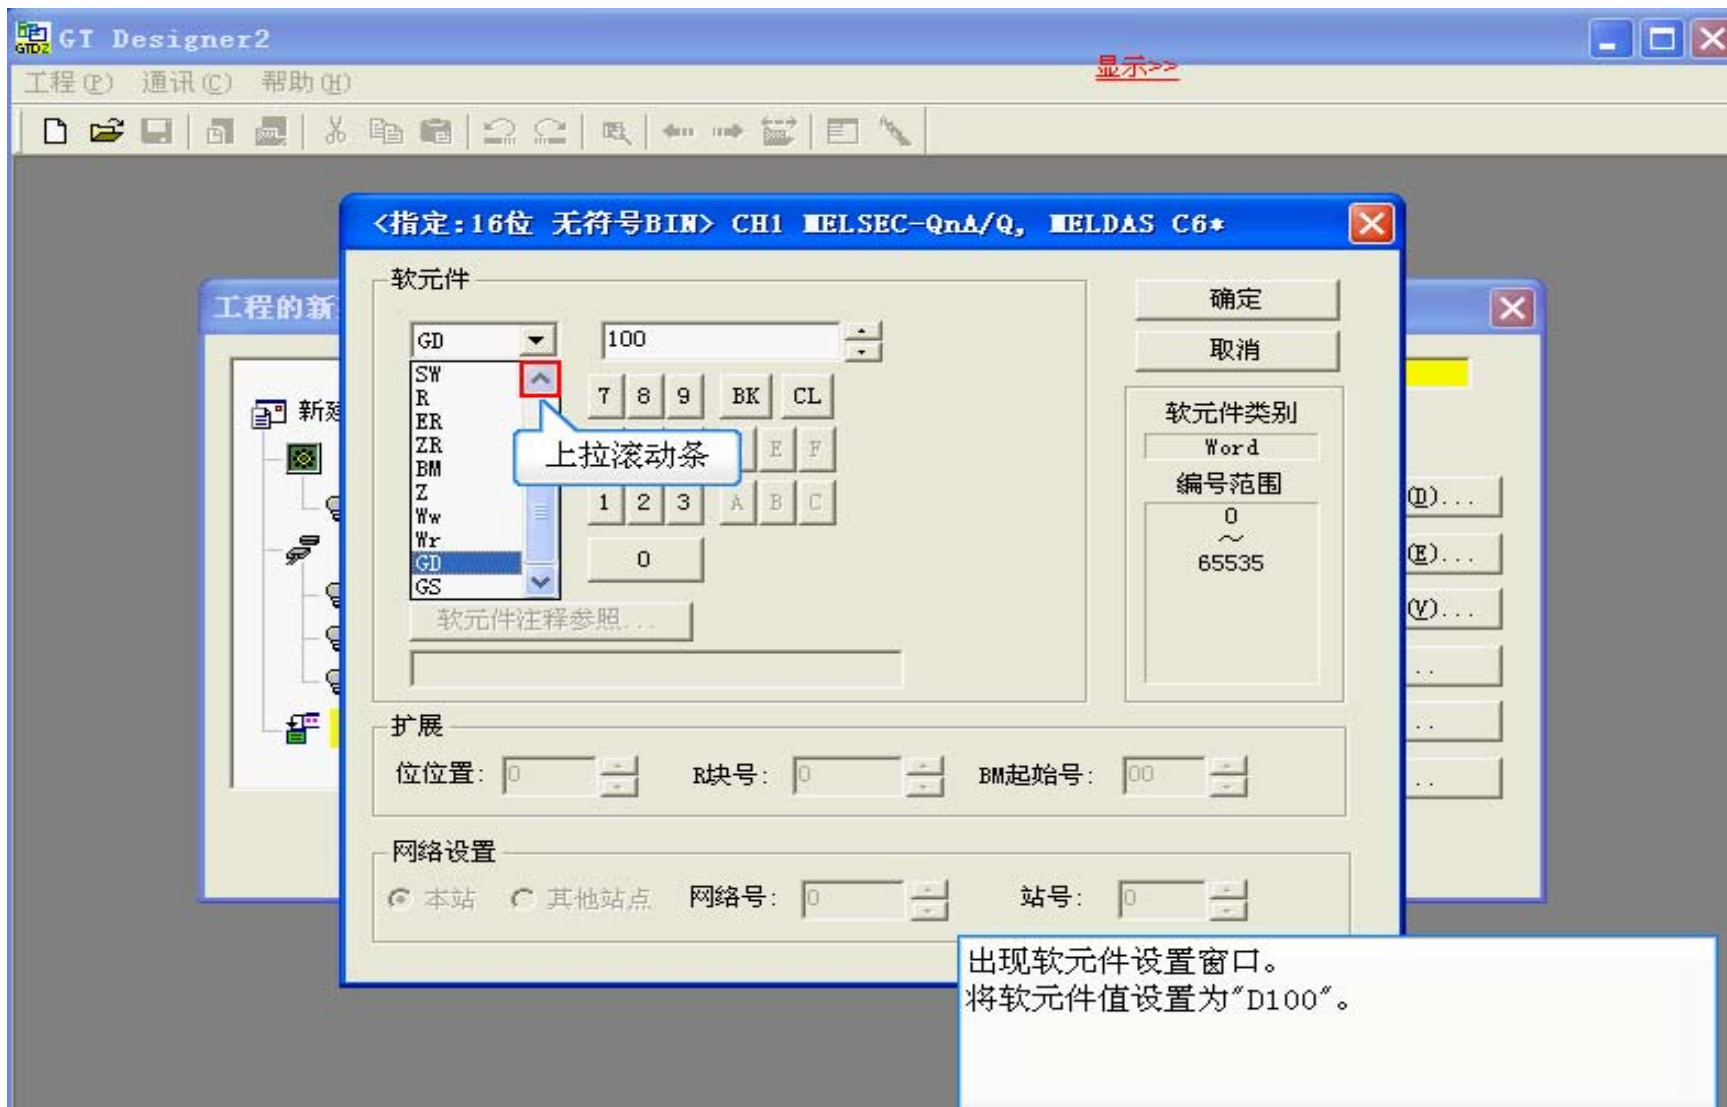 GT Designer2
工程(P) 通讯(C) 帮助(H)
显示>>
<指定:16位 无符号BIN> CH1 MELSEC-QnA/Q, MELDAS C6*
工程的新
新建
软元件
GD
100
SW
R
ER
ZR
BM
Z
Ww
Wr
GD
GS
上拉滚动条
7 8 9 BK CL
E F
1 2 3 A B C
0
软元件注释参照...
确定
取消
软元件类别
Word
编号范围
0
~
65535
(D)...
(E)...
(V)...
..
..
..
扩展
位位置: 0 R块号: 0 BM起始号: 00
网络设置
本站 其他站点 网络号: 0 站号: 0
出现软元件设置窗口。
将软元件值设置为"D100"。